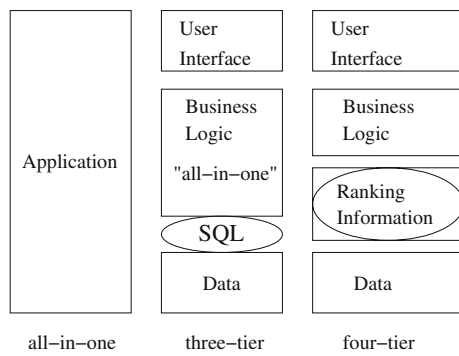 Application
all−in−one
User
Interface
Business
Logic
"all−in−one"
SQL
Data
three−tier
User
Interface
Business
Logic
Ranking
Information
Data
four−tier